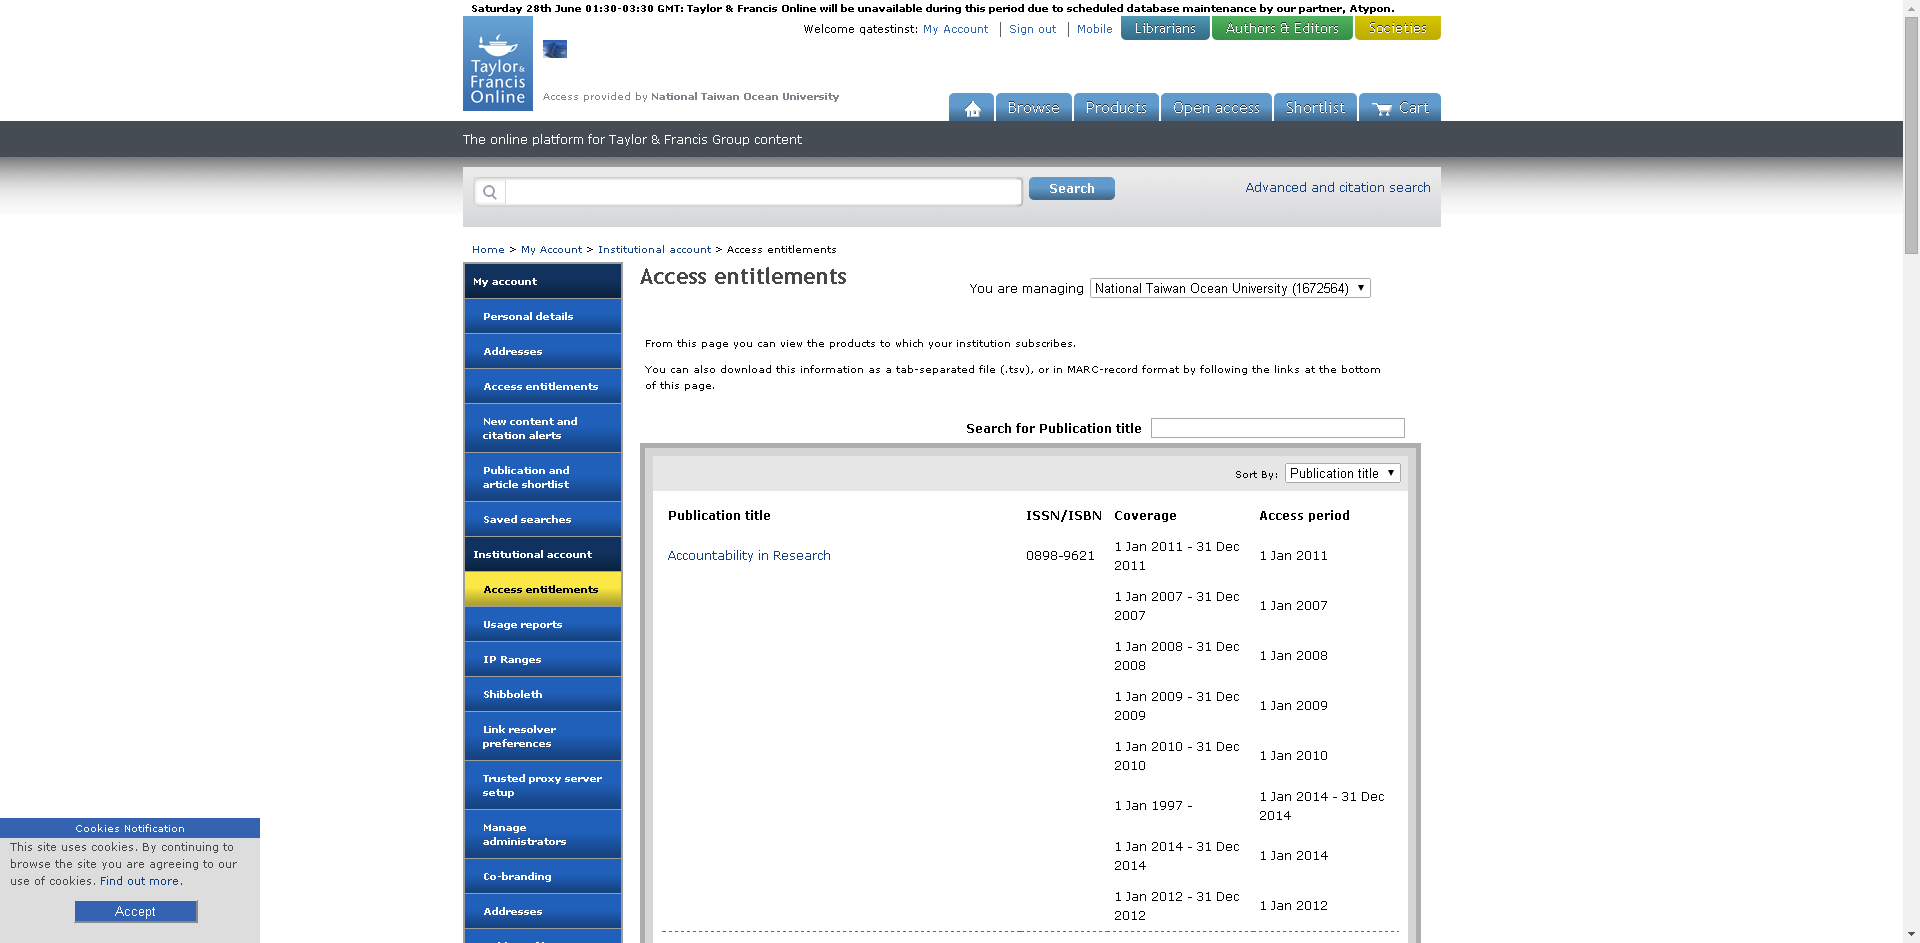 Saturday 28th June 01:30-03:30 GMT: Taylor & Francis Online will be unavailable during this period due to scheduled database maintenance by our partner, Atypon.
Welcome qatestinst: My Account | Sign out | Mobile
Librarians
Authors & Editors
Societies
Taylor &
Francis
Online
Access provided by National Taiwan Ocean University
Browse
Products
Open access
Shortlist
Cart
The online platform for Taylor & Francis Group content
Search
Advanced and citation search
Home > My Account > Institutional account > Access entitlements
My account
Personal details
Addresses
Access entitlements
New content and
citation alerts
Publication and
article shortlist
Saved searches
Institutional account
Access entitlements
Usage reports
IP Ranges
Shibboleth
Link resolver
preferences
Trusted proxy server
setup
Manage
administrators
Co-branding
Addresses
Access entitlements
You are managing National Taiwan Ocean University (1672564)
From this page you can view the products to which your institution subscribes.
You can also download this information as a tab-separated file (.tsv), or in MARC-record format by following the links at the bottom
of this page.
Search for Publication title
Sort By: Publication title
Publication title ISSN/ISBN Coverage Access period
Accountability in Research 0898-9621 1 Jan 2011 - 31 Dec 1 Jan 2011
2011
1 Jan 2007 - 31 Dec 1 Jan 2007
2007
1 Jan 2008 - 31 Dec 1 Jan 2008
2008
1 Jan 2009 - 31 Dec 1 Jan 2009
2009
1 Jan 2010 - 31 Dec 1 Jan 2010
2010
1 Jan 1997 - 1 Jan 2014 - 31 Dec
2014
1 Jan 2014 - 31 Dec 1 Jan 2014
2014
1 Jan 2012 - 31 Dec 1 Jan 2012
2012
Cookies Notification
This site uses cookies. By continuing to
browse the site you are agreeing to our
use of cookies. Find out more.
Accept